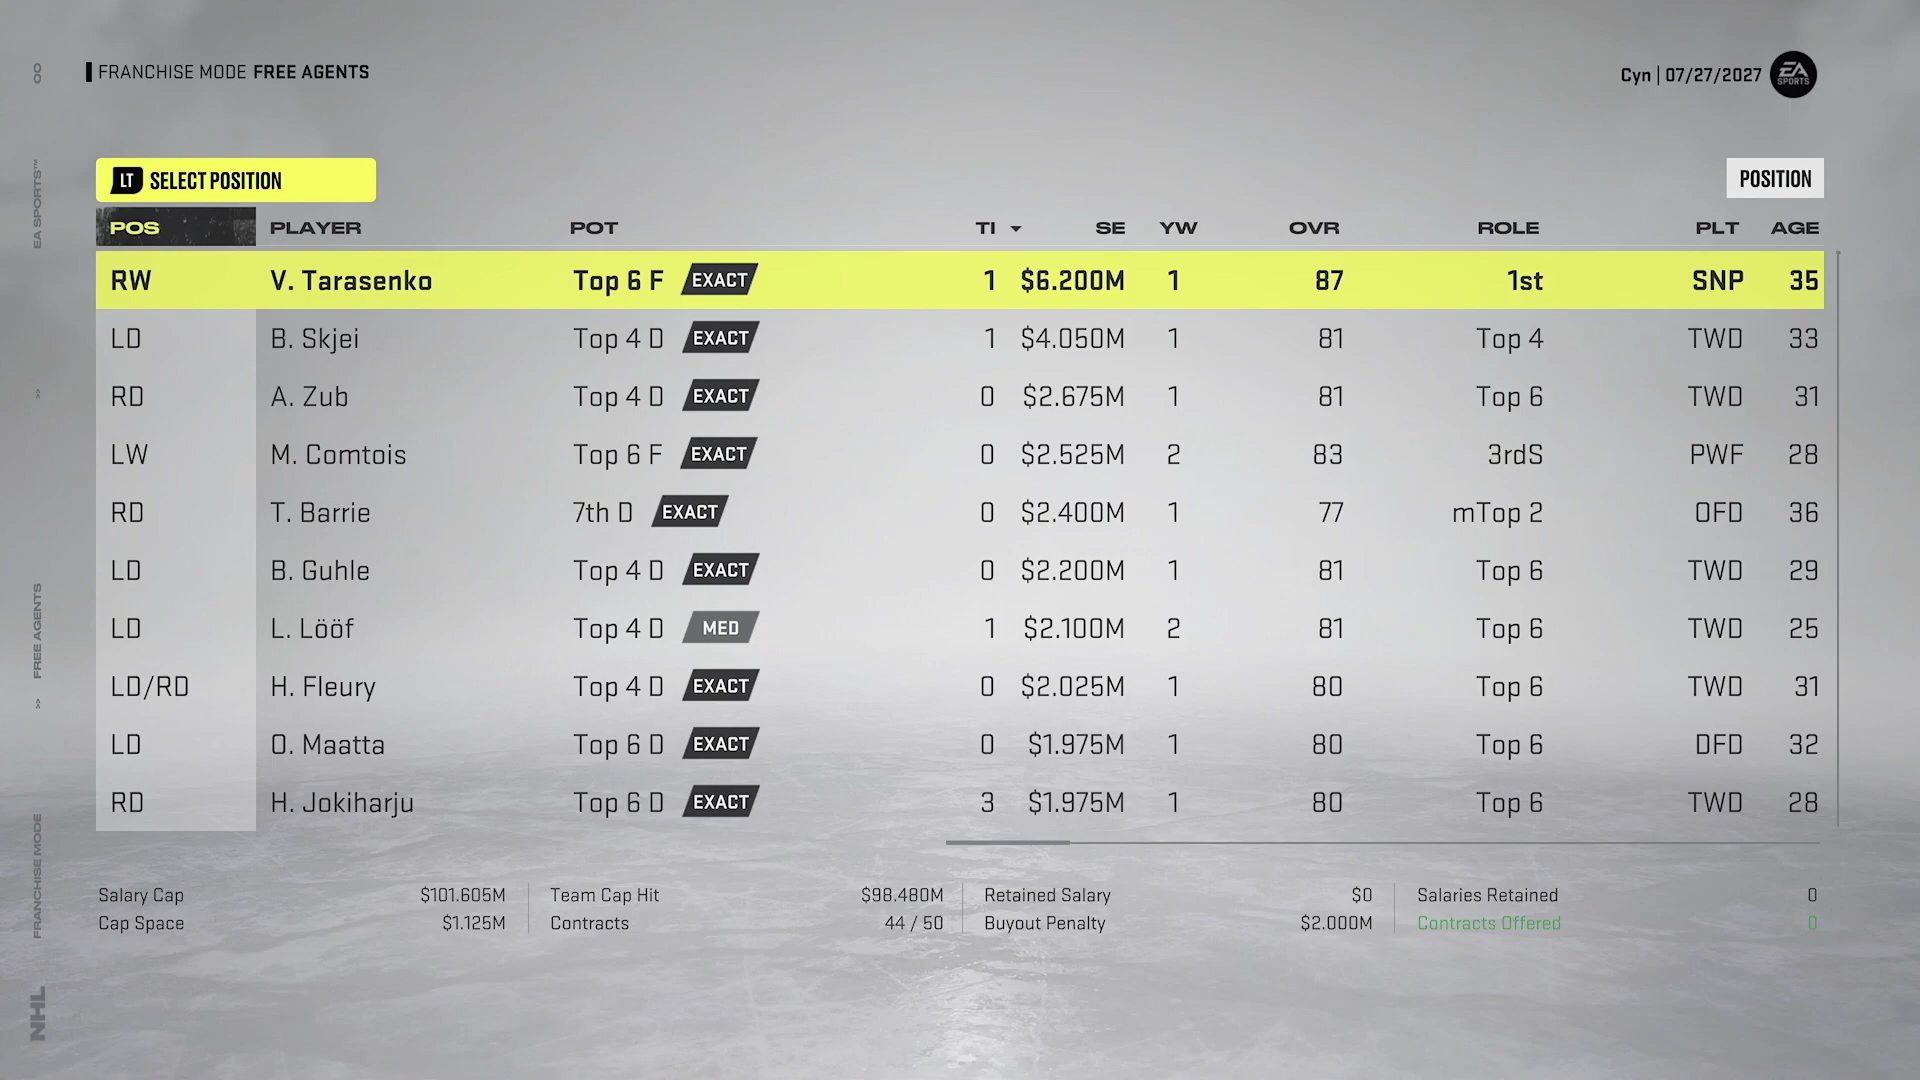 FRANCHISE MODE FREE AGENTS
Cyn | 07/27/2027
EA SPORTS
LT SELECT POSITION
POSITION
POS PLAYER POT TI SE YW OVR ROLE PLT AGE
RW V. Tarasenko Top 6 F EXACT 1 $6.200M 1 87 1st SNP 35
LD B. Skjei Top 4 D EXACT 1 $4.050M 1 81 Top 4 TWD 33
RD A. Zub Top 4 D EXACT 0 $2.675M 1 81 Top 6 TWD 31
LW M. Comtois Top 6 F EXACT 0 $2.525M 2 83 3rdS PWF 28
RD T. Barrie 7th D EXACT 0 $2.400M 1 77 mTop 2 OFD 36
LD B. Guhle Top 4 D EXACT 0 $2.200M 1 81 Top 6 TWD 29
LD L. Lööf Top 4 D MED 1 $2.100M 2 81 Top 6 TWD 25
LD/RD H. Fleury Top 4 D EXACT 0 $2.025M 1 80 Top 6 TWD 31
LD O. Maatta Top 6 D EXACT 0 $1.975M 1 80 Top 6 DFD 32
RD H. Jokiharju Top 6 D EXACT 3 $1.975M 1 80 Top 6 TWD 28
Salary Cap $101.605M Team Cap Hit $98.480M Retained Salary $0 Salaries Retained 0
Cap Space $1.125M Contracts 44 / 50 Buyout Penalty $2.000M Contracts Offered 0
NHL FRANCHISE MODE >> FREE AGENTS >> EA SPORTS™